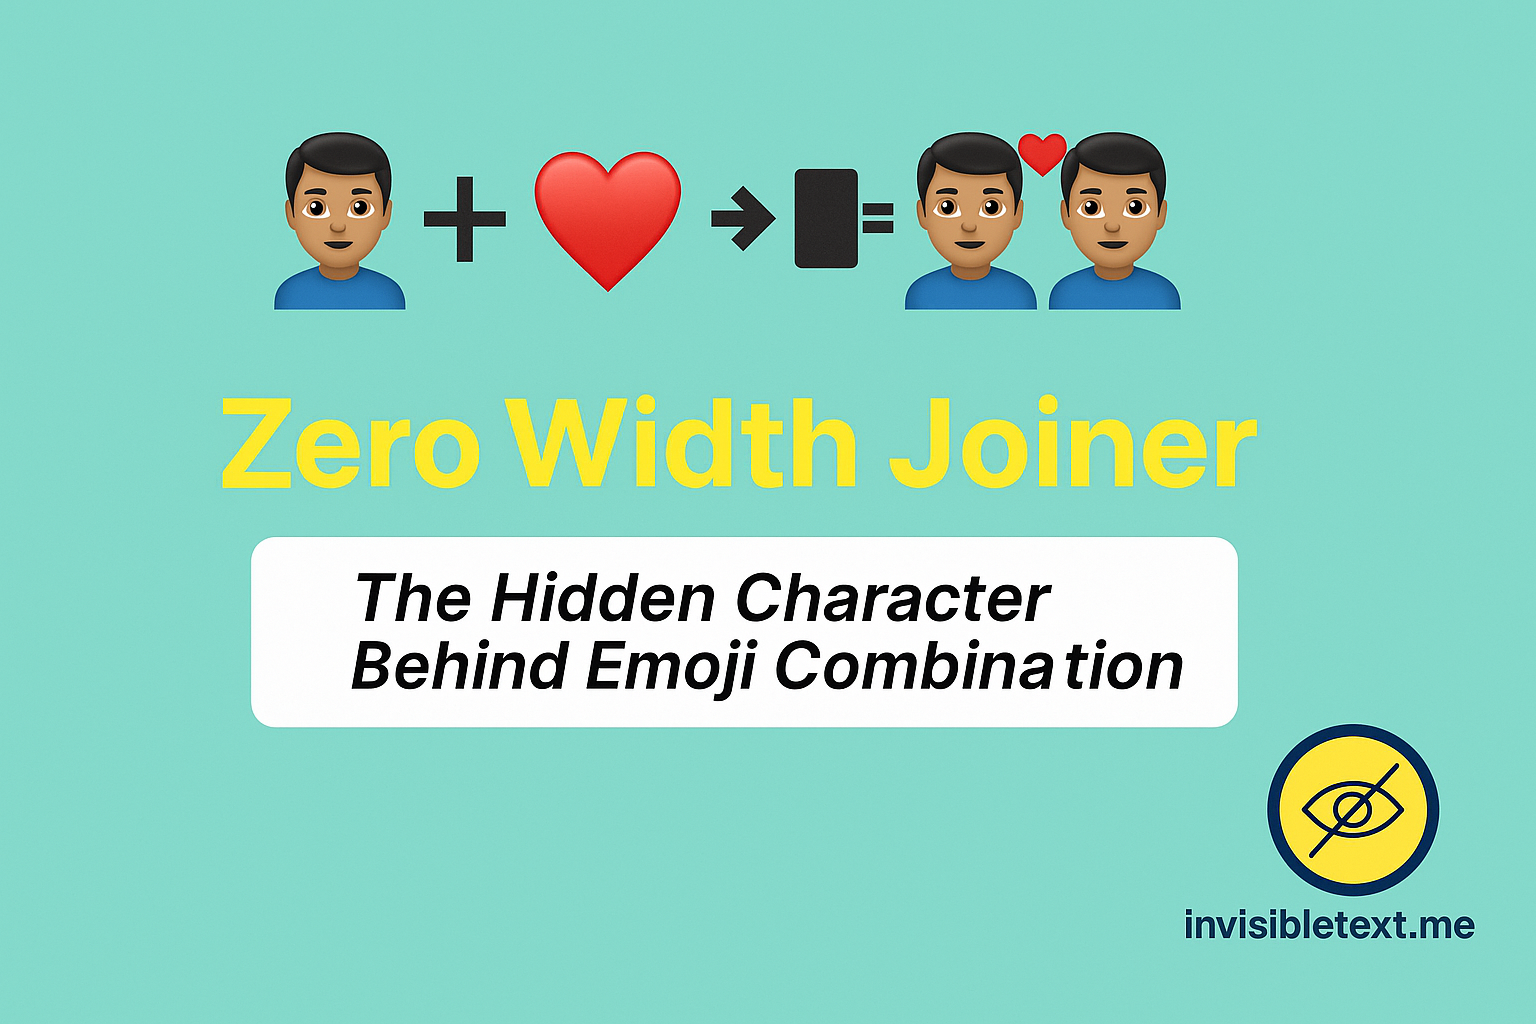 Zero Width Joiner
The Hidden Character
Behind Emoji Combination
invisibletext.me